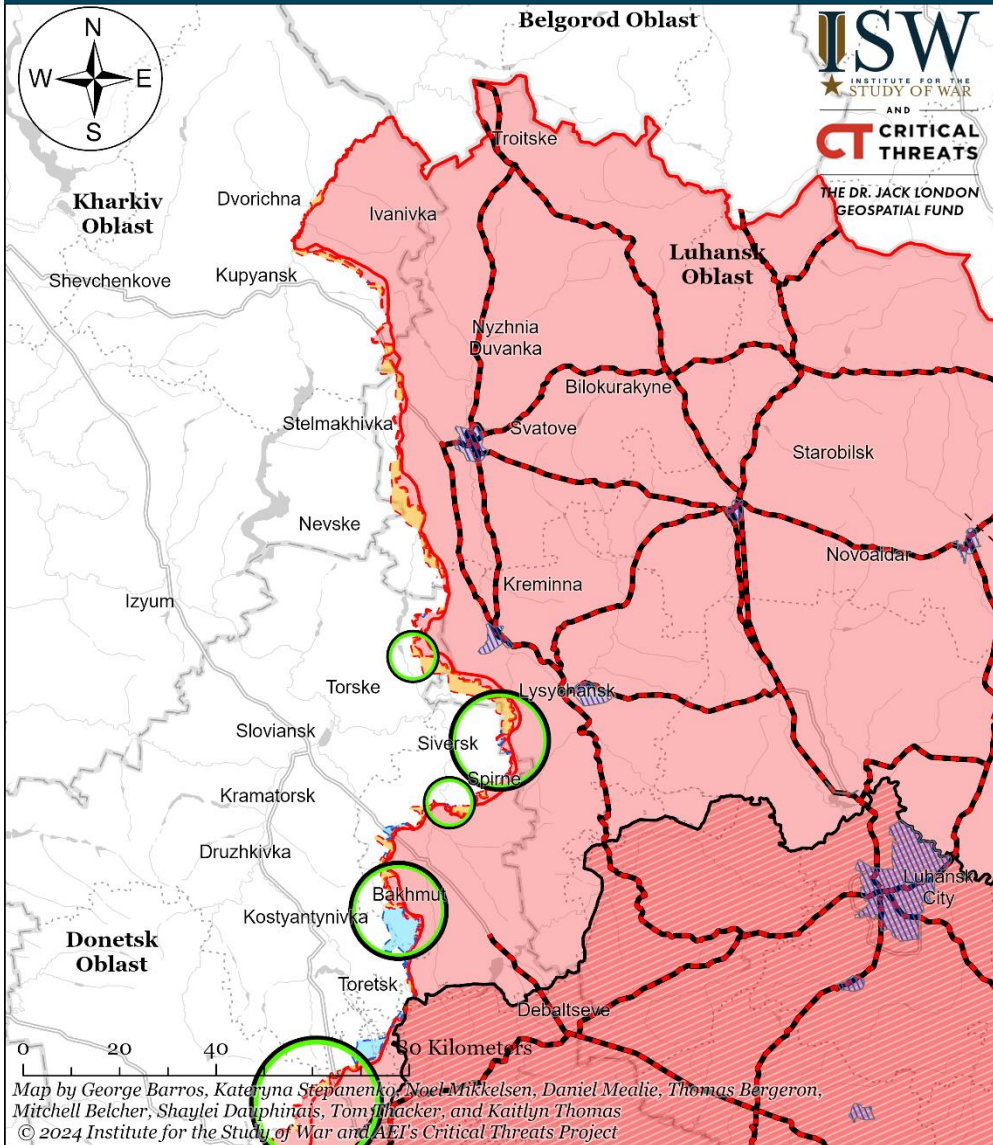 Belgorod Oblast
N
W E
S
ISW
INSTITUTE FOR THE
STUDY OF WAR
AND
CT CRITICAL
THREATS
THE DR. JACK LONDON
GEOSPATIAL FUND
Troitske
Kharkiv
Oblast
Dvorichna
Ivanivka
Shevchenkove
Kupyansk
Luhansk
Oblast
Nyzhnia
Duvanka
Bilokurakyne
Stelmakhivka
Svatove
Starobilsk
Nevske
Novoaidar
Izyum
Kreminna
Torske
Lysychansk
Sloviansk
Siversk
Spirne
Kramatorsk
Druzhkivka
Bakhmut
Luhansk
City
Kostyantynivka
Donetsk
Oblast
Toretsk
Debaltseve
0 20 40 80 Kilometers
Map by George Barros, Kateryna Stepanenko, Noel Mikkelsen, Daniel Mealie, Thomas Bergeron,
Mitchell Belcher, Shaylei Dauphinais, Tom Thacker, and Kaitlyn Thomas
© 2024 Institute for the Study of War and AEI's Critical Threats Project